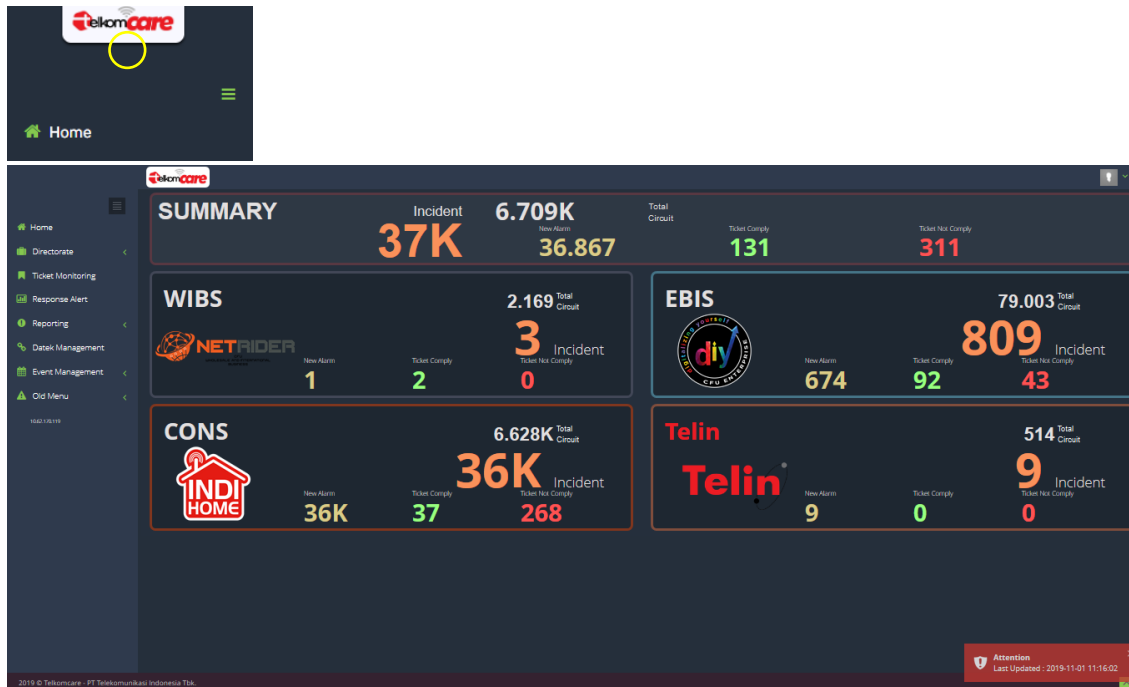 Telkomcare
Home
Telkomcare
Home
Directorate
Ticket Monitoring
Response Alert
Reporting
Datek Management
Event Management
Old Menu
10.62.170.119
SUMMARY
Incident
37K
6.709K
Total
Circuit
New Alarm
36.867
Ticket Comply
131
Ticket Not Comply
311
WIBS
2.169 Total
Circuit
NETRIDER
3 Incident
New Alarm
1
Ticket Comply
2
Ticket Not Comply
0
EBIS
79.003 Total
Circuit
digitalizing yourself
diy
CFU ENTERPRISE
809 Incident
New Alarm
674
Ticket Comply
92
Ticket Not Comply
43
CONS
6.628K Total
Circuit
INDI
HOME
36K Incident
New Alarm
36K
Ticket Comply
37
Ticket Not Comply
268
Telin
514 Total
Circuit
Telin
9 Incident
New Alarm
9
Ticket Comply
0
Ticket Not Comply
0
Attention
Last Updated : 2019-11-01 11:16:02
2019 © Telkomcare - PT Telekomunikasi Indonesia Tbk.